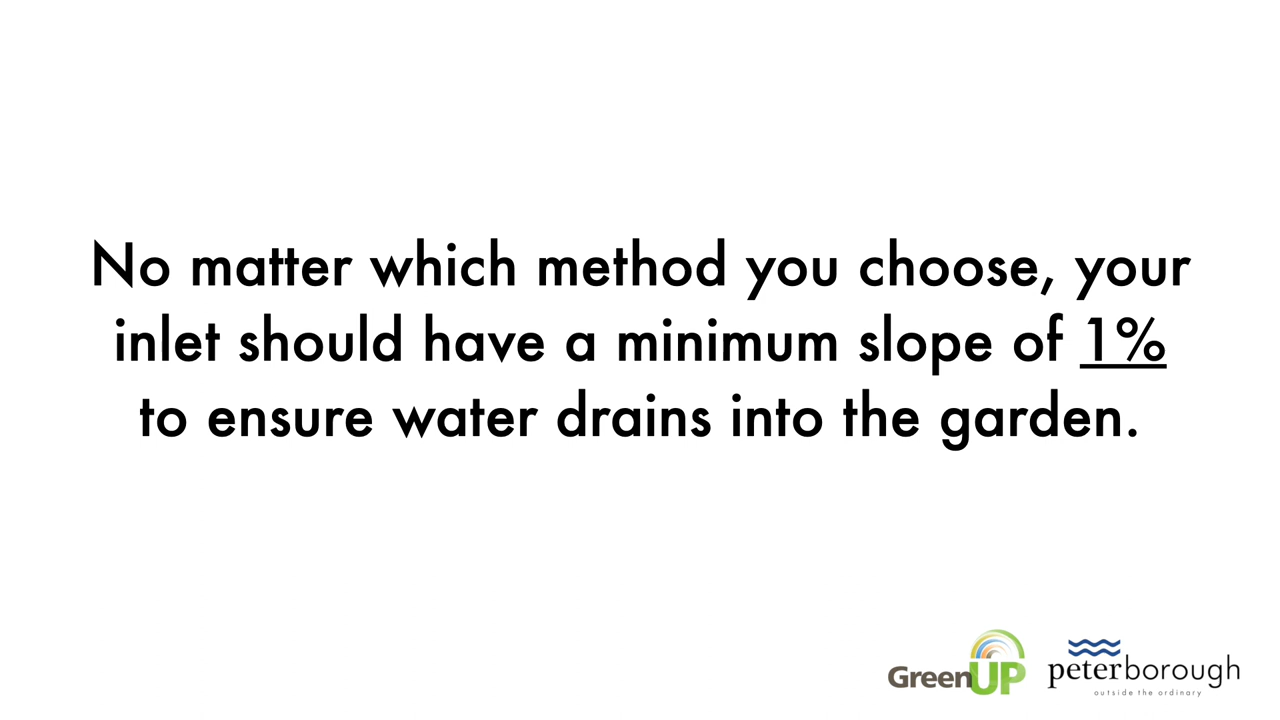 No matter which method you choose, your
inlet should have a minimum slope of 1%
to ensure water drains into the garden.
GreenUP
peterborough
outside the ordinary